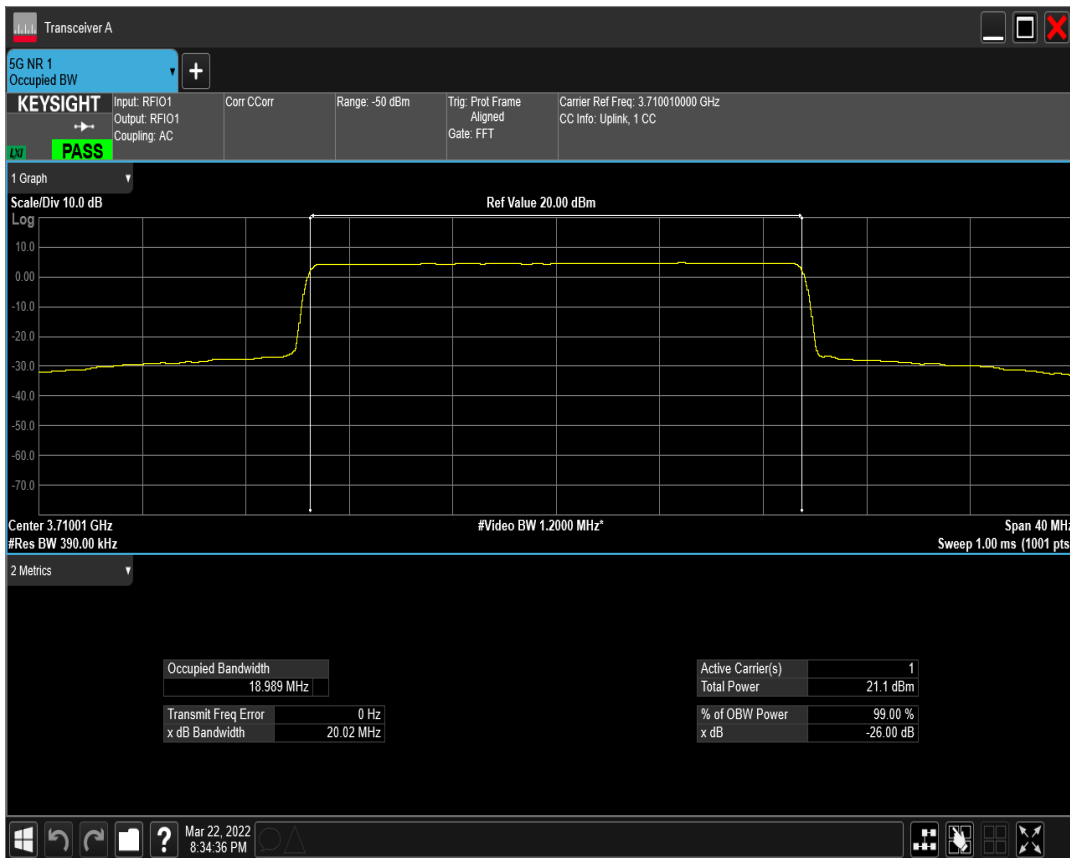 Transceiver A
5G NR 1
Occupied BW
+
KEYSIGHT
LXI
PASS
Input: RFIO1
Output: RFIO1
Coupling: AC
Corr CCorr
Range: -50 dBm
Trig: Prot Frame
Aligned
Gate: FFT
Carrier Ref Freq: 3.710010000 GHz
CC Info: Uplink, 1 CC
1 Graph
Scale/Div 10.0 dB
Ref Value 20.00 dBm
Log
10.0
0.00
-10.0
-20.0
-30.0
-40.0
-50.0
-60.0
-70.0
Center 3.71001 GHz
#Video BW 1.2000 MHz*
Span 40 MHz
#Res BW 390.00 kHz
Sweep 1.00 ms (1001 pts
2 Metrics
Occupied Bandwidth
18.989 MHz
Transmit Freq Error 0 Hz
x dB Bandwidth 20.02 MHz
Active Carrier(s) 1
Total Power 21.1 dBm
% of OBW Power 99.00 %
x dB -26.00 dB
?
Mar 22, 2022
8:34:36 PM